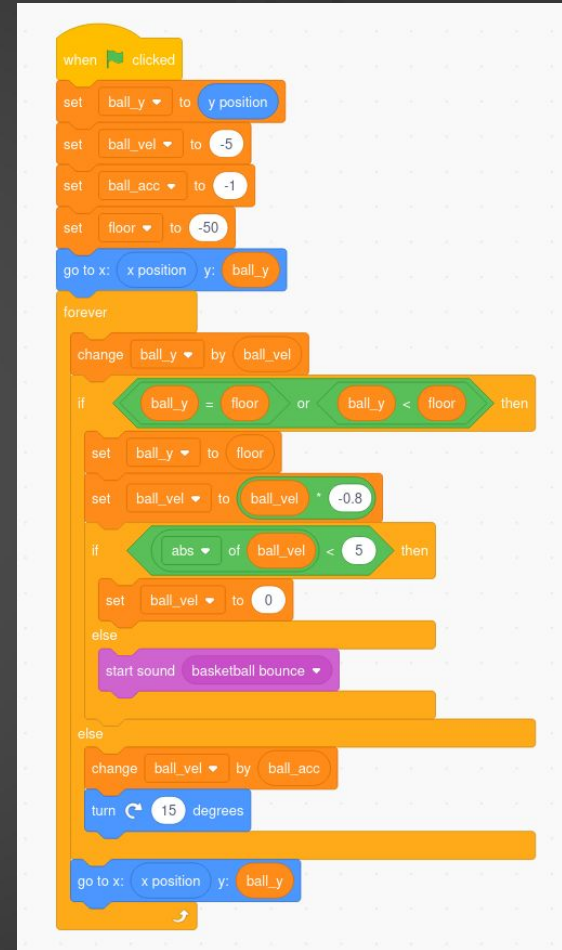 when clicked
set ball_y to y position
set ball_vel to -5
set ball_acc to -1
set floor to -50
go to x: x position y: ball_y
forever
change ball_y by ball_vel
if ball_y = floor or ball_y < floor then
set ball_y to floor
set ball_vel to ball_vel * -0.8
if abs of ball_vel < 5 then
set ball_vel to 0
else
start sound basketball bounce
else
change ball_vel by ball_acc
turn 15 degrees
go to x: x position y: ball_y